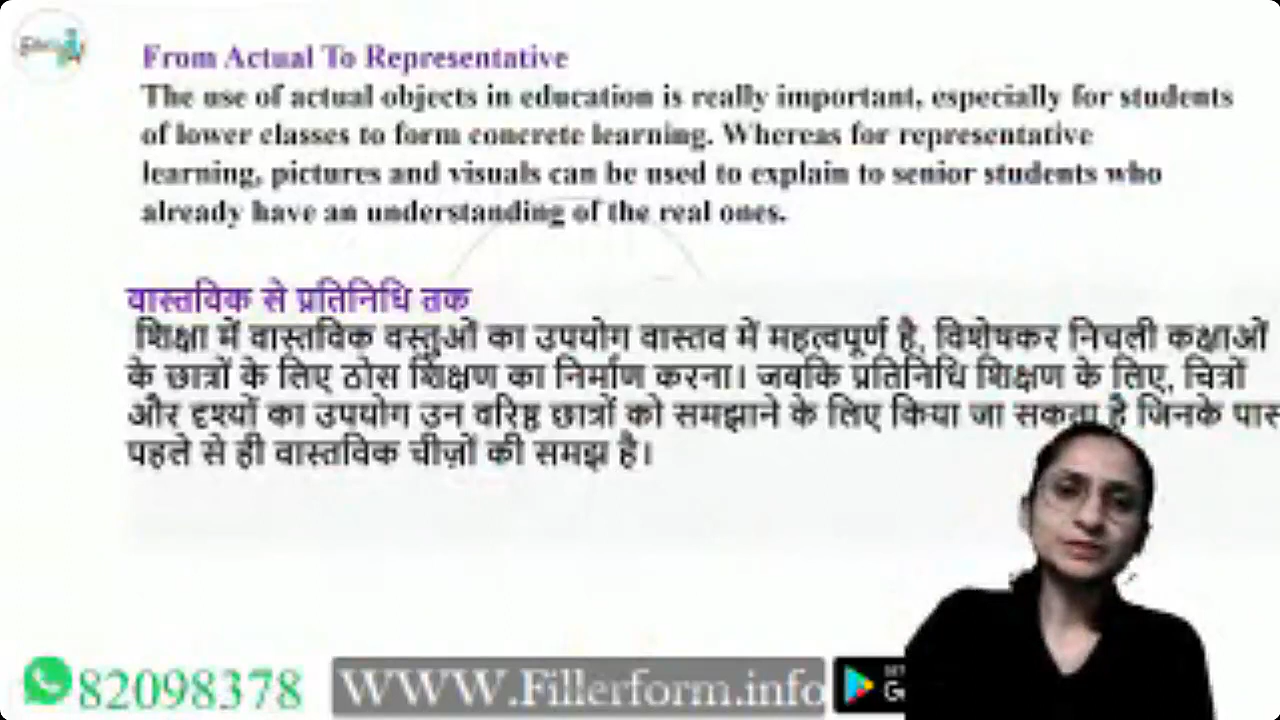 From Actual To Representative
The use of actual objects in education is really important, especially for students
of lower classes to form concrete learning. Whereas for representative
learning, pictures and visuals can be used to explain to senior students who
already have an understanding of the real ones.
वास्तविक से प्रतिनिधि तक
शिक्षा में वास्तविक वस्तुओं का उपयोग वास्तव में महत्वपूर्ण है, विशेषकर निचली कक्षाओं
के छात्रों के लिए ठोस शिक्षण का निर्माण करना। जबकि प्रतिनिधि शिक्षण के लिए, चित्रों
और दृश्यों का उपयोग उन वरिष्ठ छात्रों को समझाने के लिए किया जा सकता है जिनके पास
पहले से ही वास्तविक चीज़ों की समझ है।
82098378 WWW.Fillerform.info